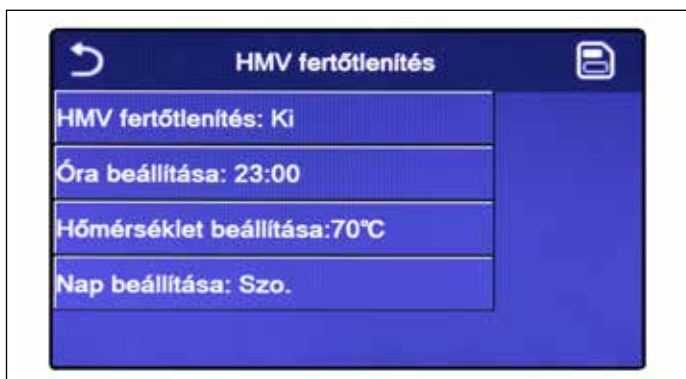 HMV fertőtlenítés
HMV fertőtlenítés: Ki
Óra beállítása: 23:00
Hőmérséklet beállítása:70℃
Nap beállítása: Szo.